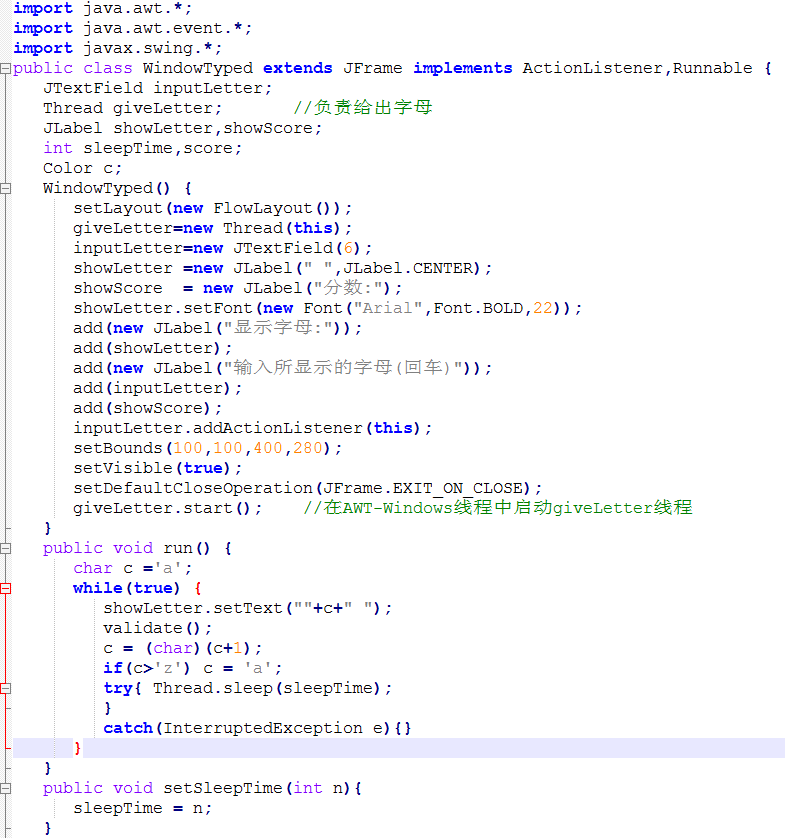 import java.awt.*;
import java.awt.event.*;
import javax.swing.*;
public class WindowTyped extends JFrame implements ActionListener,Runnable {
    JTextField inputLetter;
    Thread giveLetter;       //负责给出字母
    JLabel showLetter,showScore;
    int sleepTime,score;
    Color c;
    WindowTyped() {
        setLayout(new FlowLayout());
        giveLetter=new Thread(this);
        inputLetter=new JTextField(6);
        showLetter =new JLabel(" ",JLabel.CENTER);
        showScore  = new JLabel("分数:");
        showLetter.setFont(new Font("Arial",Font.BOLD,22));
        add(new JLabel("显示字母:"));
        add(showLetter);
        add(new JLabel("输入所显示的字母(回车)"));
        add(inputLetter);
        add(showScore);
        inputLetter.addActionListener(this);
        setBounds(100,100,400,280);
        setVisible(true);
        setDefaultCloseOperation(JFrame.EXIT_ON_CLOSE);
        giveLetter.start();    //在AWT-Windows线程中启动giveLetter线程
    }
    public void run() {
        char c ='a';
        while(true) {
            showLetter.setText(""+c+" ");
            validate();
            c = (char)(c+1);
            if(c>'z') c = 'a';
            try{ Thread.sleep(sleepTime);
            }
            catch(InterruptedException e){}
        }
    }
    public void setSleepTime(int n){
        sleepTime = n;
    }